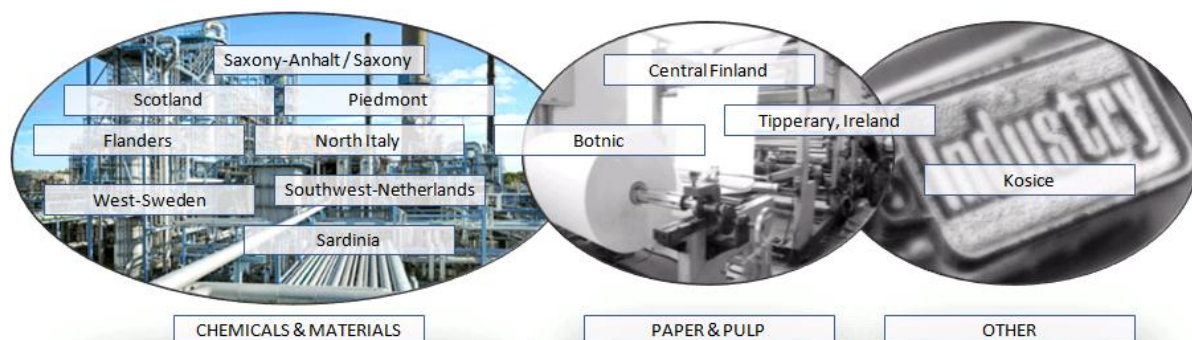 Saxony-Anhalt / Saxony
Scotland
Piedmont
Flanders
North Italy
West-Sweden
Southwest-Netherlands
Sardinia
CHEMICALS & MATERIALS
Central Finland
Tipperary, Ireland
Botnic
PAPER & PULP
Industry
Kosice
OTHER